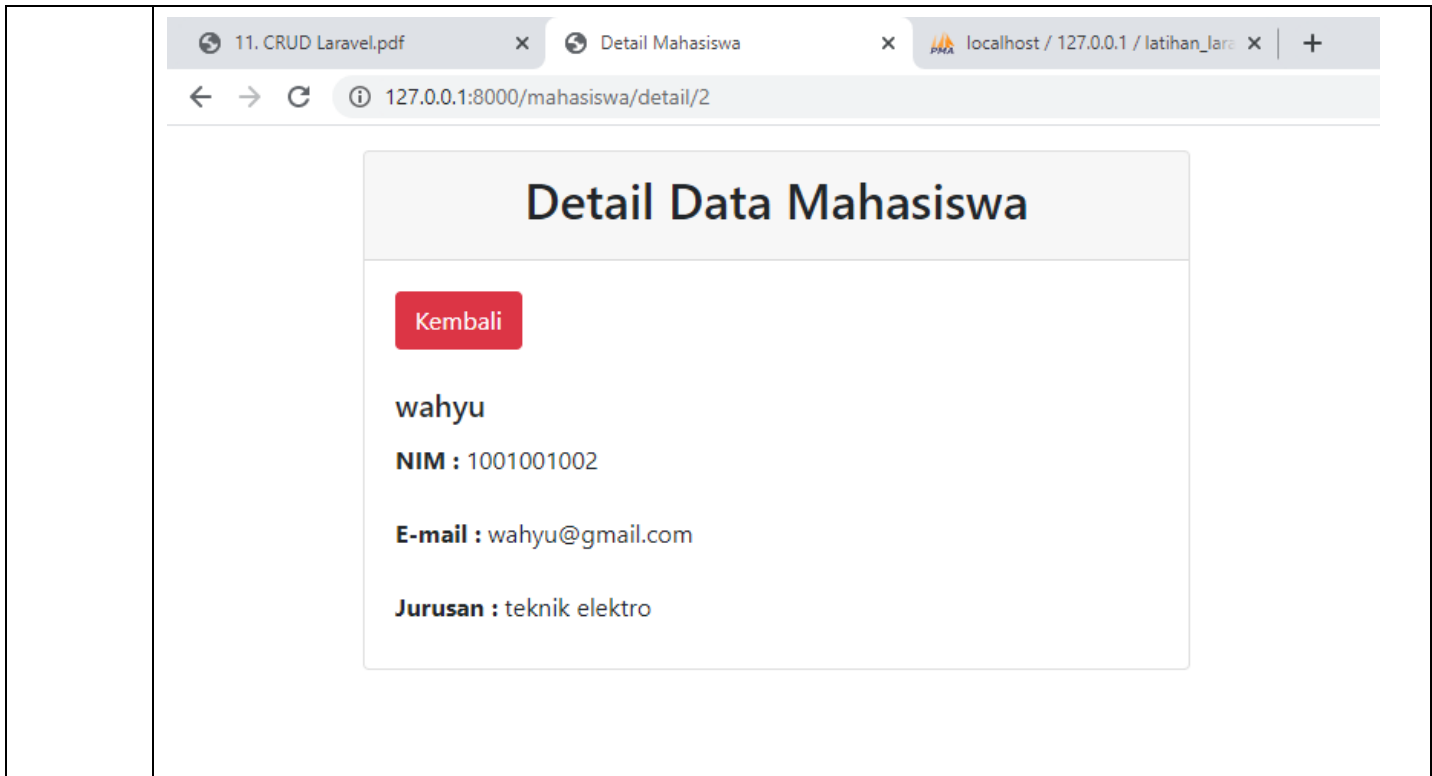 11. CRUD Laravel.pdf
Detail Mahasiswa
PMA localhost / 127.0.0.1 / latihan_lara
127.0.0.1:8000/mahasiswa/detail/2
Detail Data Mahasiswa
Kembali
wahyu
NIM : 1001001002
E-mail : wahyu@gmail.com
Jurusan : teknik elektro